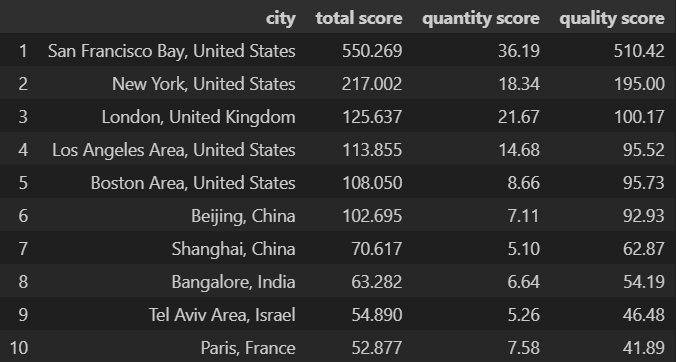 city total score quantity score quality score
1 San Francisco Bay, United States 550.269 36.19 510.42
2 New York, United States 217.002 18.34 195.00
3 London, United Kingdom 125.637 21.67 100.17
4 Los Angeles Area, United States 113.855 14.68 95.52
5 Boston Area, United States 108.050 8.66 95.73
6 Beijing, China 102.695 7.11 92.93
7 Shanghai, China 70.617 5.10 62.87
8 Bangalore, India 63.282 6.64 54.19
9 Tel Aviv Area, Israel 54.890 5.26 46.48
10 Paris, France 52.877 7.58 41.89